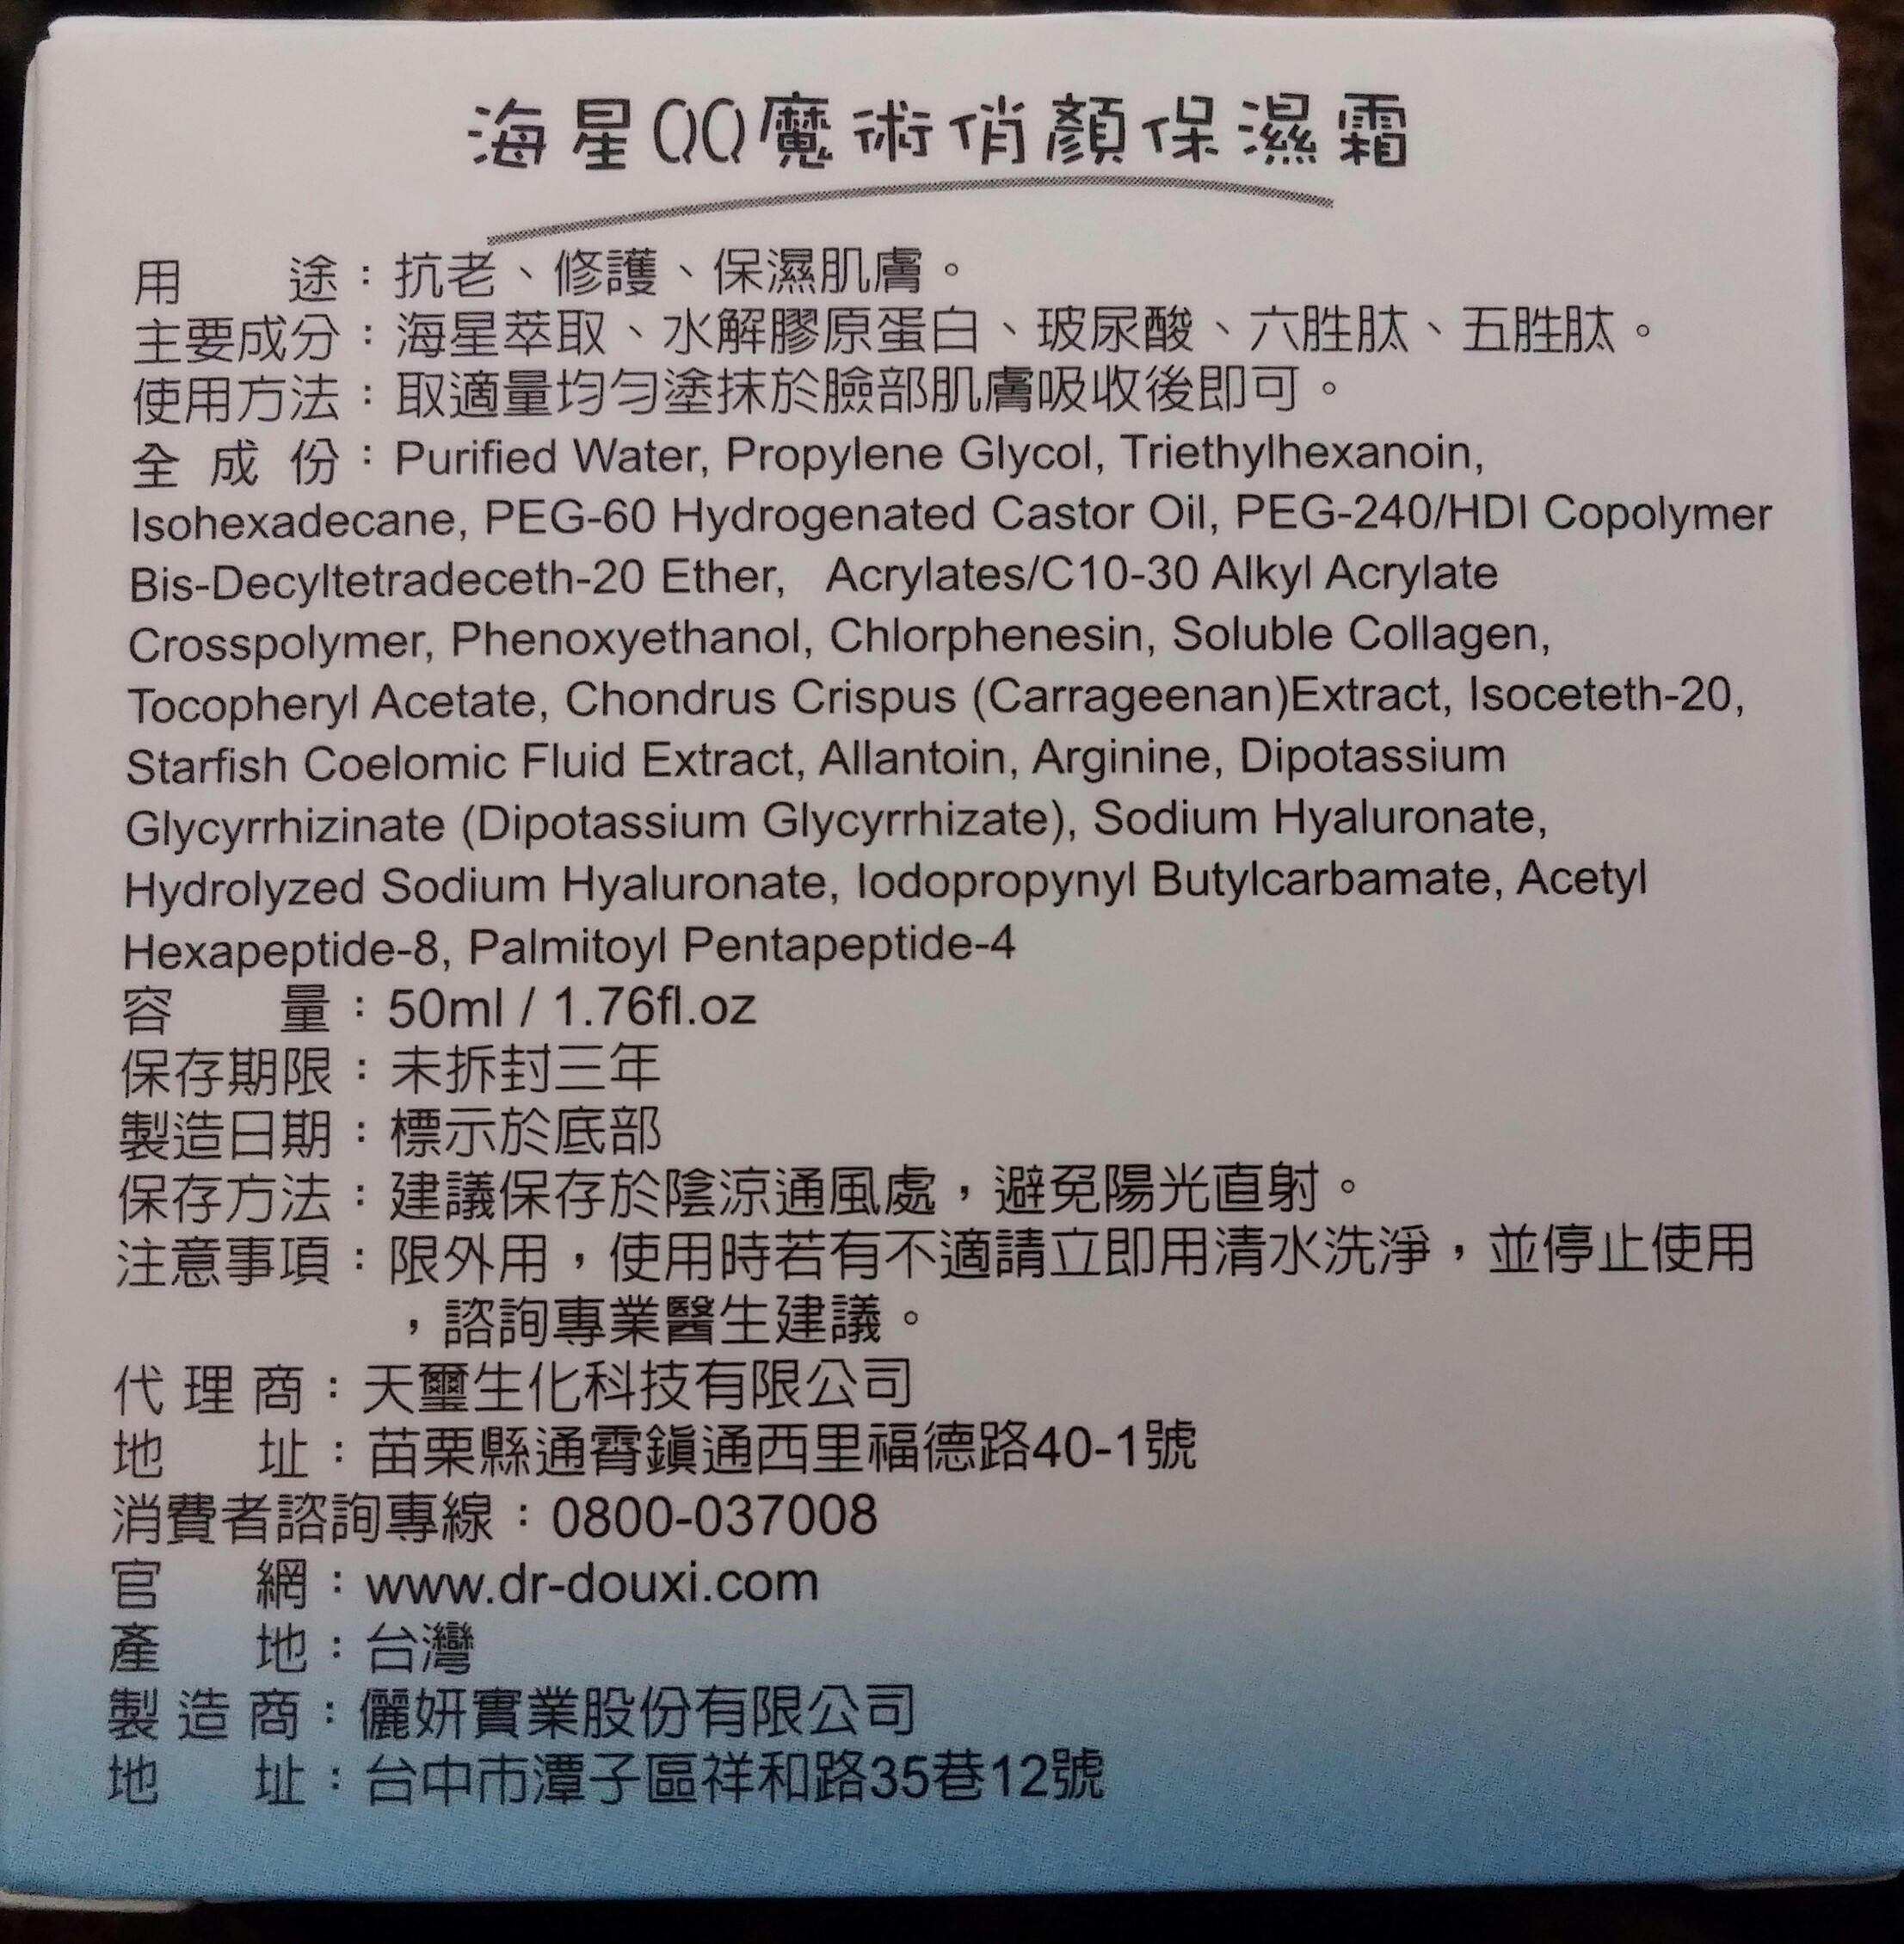 海星QQ魔術俏顏保濕霜
用途：抗老、修護、保濕肌膚。
主要成分：海星萃取、水解膠原蛋白、玻尿酸、六胜肽、五胜肽。
使用方法：取適量均勻塗抹於臉部肌膚吸收後即可。
全成份：Purified Water, Propylene Glycol, Triethylhexanoin,
Isohexadecane, PEG-60 Hydrogenated Castor Oil, PEG-240/HDI Copolymer
Bis-Decyltetradeceth-20 Ether, Acrylates/C10-30 Alkyl Acrylate
Crosspolymer, Phenoxyethanol, Chlorphenesin, Soluble Collagen,
Tocopheryl Acetate, Chondrus Crispus (Carrageenan)Extract, Isoceteth-20,
Starfish Coelomic Fluid Extract, Allantoin, Arginine, Dipotassium
Glycyrrhizinate (Dipotassium Glycyrrhizate), Sodium Hyaluronate,
Hydrolyzed Sodium Hyaluronate, Iodopropynyl Butylcarbamate, Acetyl
Hexapeptide-8, Palmitoyl Pentapeptide-4
容量：50ml / 1.76fl.oz
保存期限：未拆封三年
製造日期：標示於底部
保存方法：建議保存於陰涼通風處，避免陽光直射。
注意事項：限外用，使用時若有不適請立即用清水洗淨，並停止使用
，諮詢專業醫生建議。
代理商：天璽生化科技有限公司
地址：苗栗縣通霄鎮通西里福德路40-1號
消費者諮詢專線：0800-037008
官網：www.dr-douxi.com
產地：台灣
製造商：儷妍實業股份有限公司
地址：台中市潭子區祥和路35巷12號